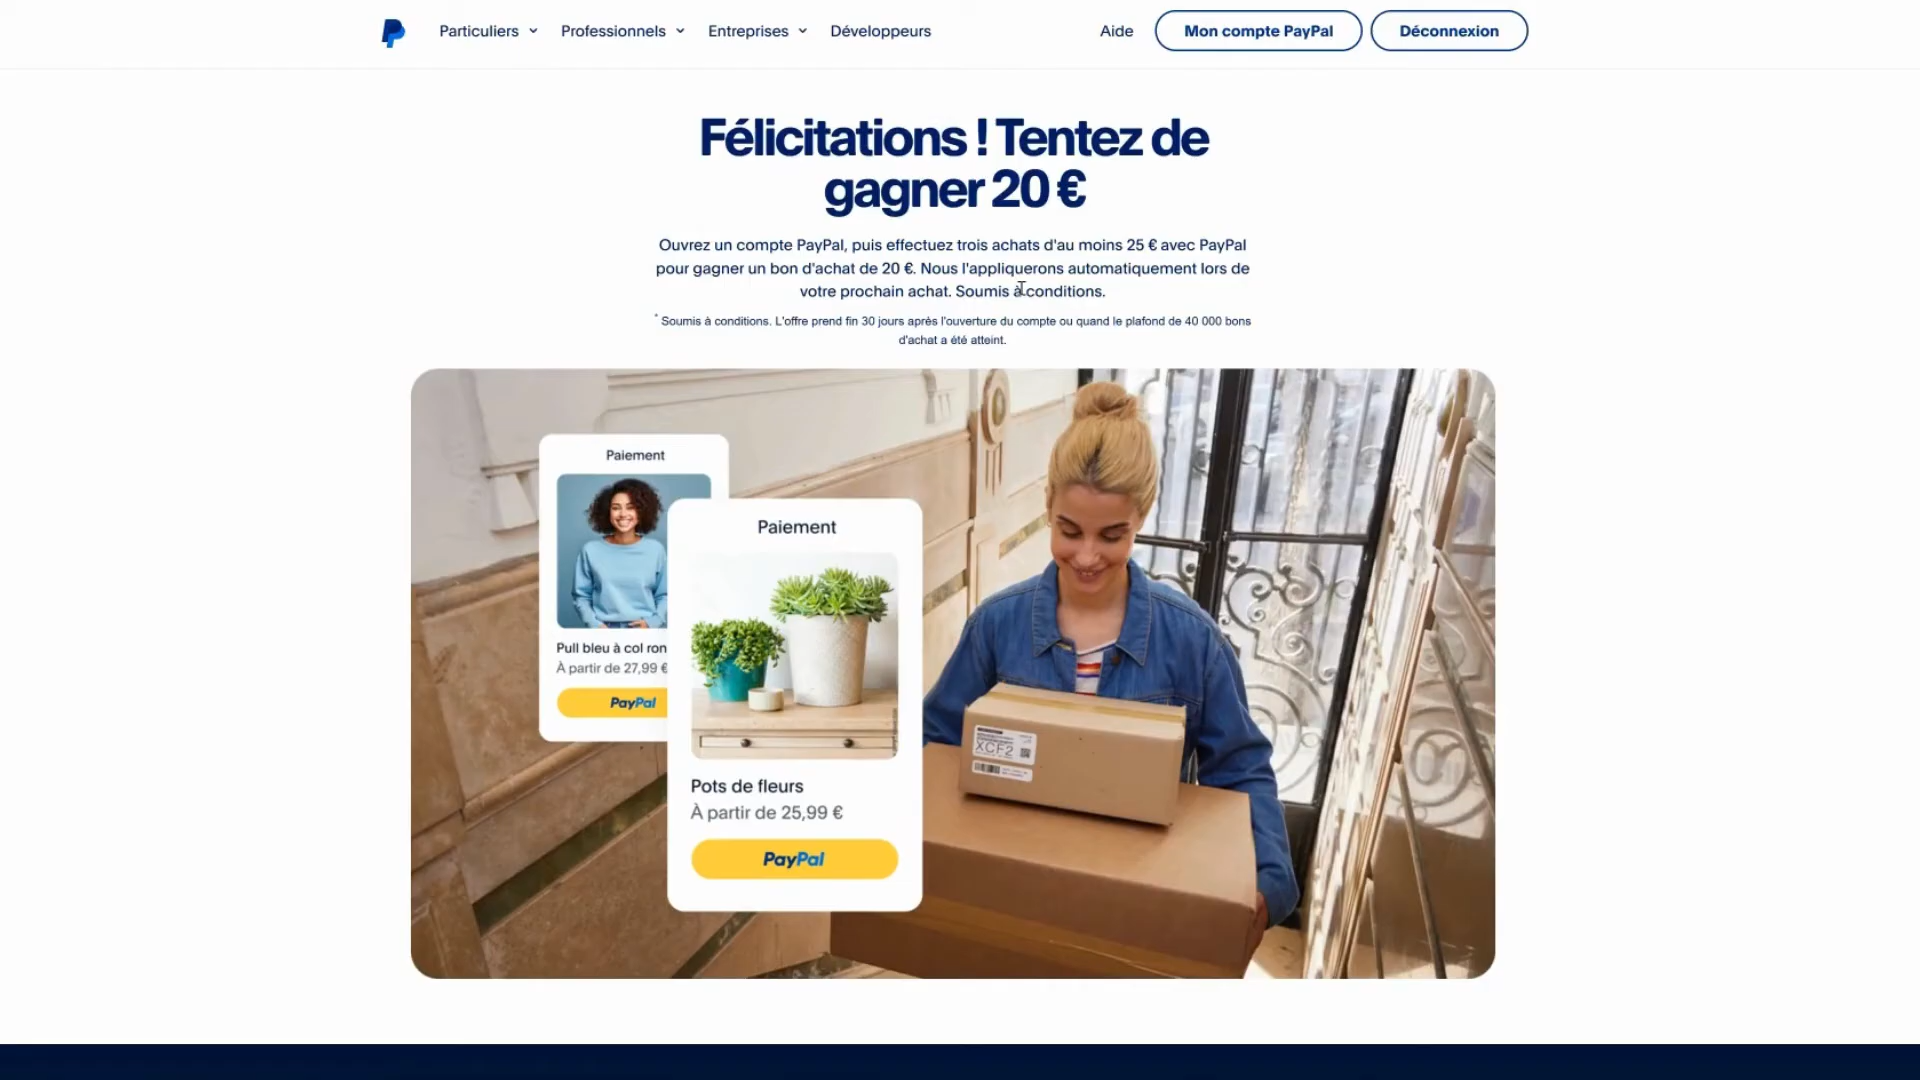 Particuliers
Professionnels
Entreprises
Développeurs
Aide
Mon compte PayPal
Déconnexion
Félicitations ! Tentez de
gagner 20 €
Ouvrez un compte PayPal, puis effectuez trois achats d'au moins 25 € avec PayPal
pour gagner un bon d'achat de 20 €. Nous l'appliquerons automatiquement lors de
votre prochain achat. Soumis à conditions.
* Soumis à conditions. L'offre prend fin 30 jours après l'ouverture du compte ou quand le plafond de 40 000 bons
d'achat a été atteint.
Paiement
Pull bleu à col ron
À partir de 27,99 €
PayPal
Paiement
Pots de fleurs
À partir de 25,99 €
PayPal
XCF2